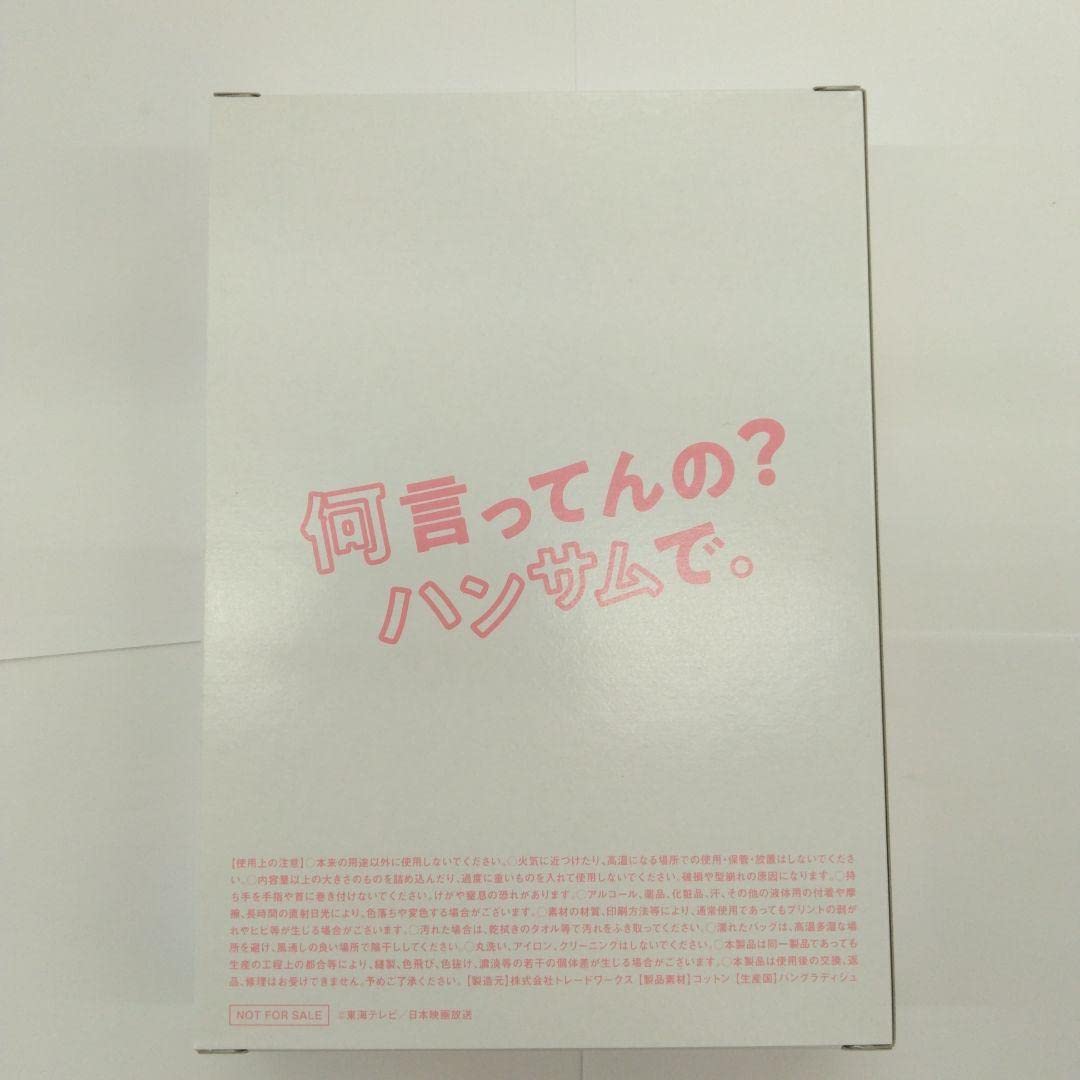 何言ってんの?
ハンサムで。
【使用上の注意】○本来の用途以外に使用しないでください。○火気に近づけたり、高温になる場所での使用・保管・放置はしないでくださ
い。○内容量以上の大きさのものを詰め込んだり、過度に重いものを入れて使用しないでください。破損や型崩れの原因になります。○持
ち手を手指や首に巻き付けないでください。けがや窒息の恐れがあります。○アルコール、薬品、化粧品、汗、その他の液体用の付着や摩
擦、長時間の直射日光により、色落ちや変色する場合がございます。○素材の材質、印刷方法等により、通常使用であってもプリントの剥が
れやヒビ等が生じる場合がございます。○汚れた場合は、乾拭きのタオル等で汚れをふき取ってください。○濡れたバッグは、高温多湿な場
所を避け、風通しの良い場所で陰干ししてください。○丸洗い、アイロン、クリーニングはしないでください。○本製品は同一製品であっても
生産の工程上の都合等により、縫製、色飛び、色抜け、濃淡等の若干の個体差が生じる場合がございます。○本製品は使用後の交換、返
品、修理はお受けできません。予めご了承ください。【製造元】株式会社トレードワークス【製品素材】コットン【生産国】バングラディシュ
NOT FOR SALE ©東海テレビ/日本映画放送